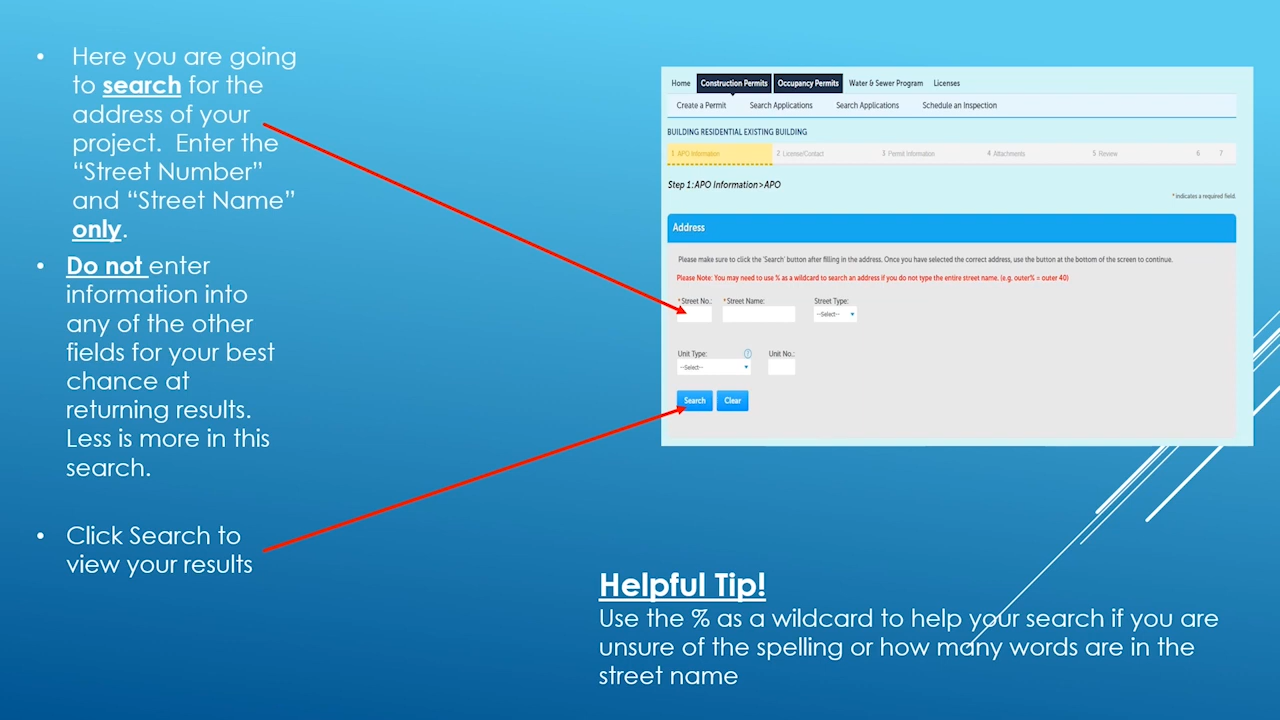 • Here you are going
to search for the
address of your
project. Enter the
“Street Number”
and “Street Name”
only.
• Do not enter
information into
any of the other
fields for your best
chance at
returning results.
Less is more in this
search.
• Click Search to
view your results
Home Construction Permits Occupancy Permits Water & Sewer Program Licenses
Create a Permit Search Applications Search Applications Schedule an Inspection
BUILDING RESIDENTIAL EXISTING BUILDING
1 APO Information 2 License/Contact 3 Permit Information 4 Attachments 5 Review 6 7
Step 1: APO Information > APO
* indicates a required field.
Address
Please make sure to click the 'Search' button after filling in the address. Once you have selected the correct address, use the button at the bottom of the screen to continue.
Please Note: You may need to use % as a wildcard to search an address if you do not type the entire street name. (e.g. outer% = outer 40)
* Street No.: * Street Name: Street Type:
--Select--
Unit Type: ? Unit No.:
--Select--
Search Clear
Helpful Tip!
Use the % as a wildcard to help your search if you are
unsure of the spelling or how many words are in the
street name